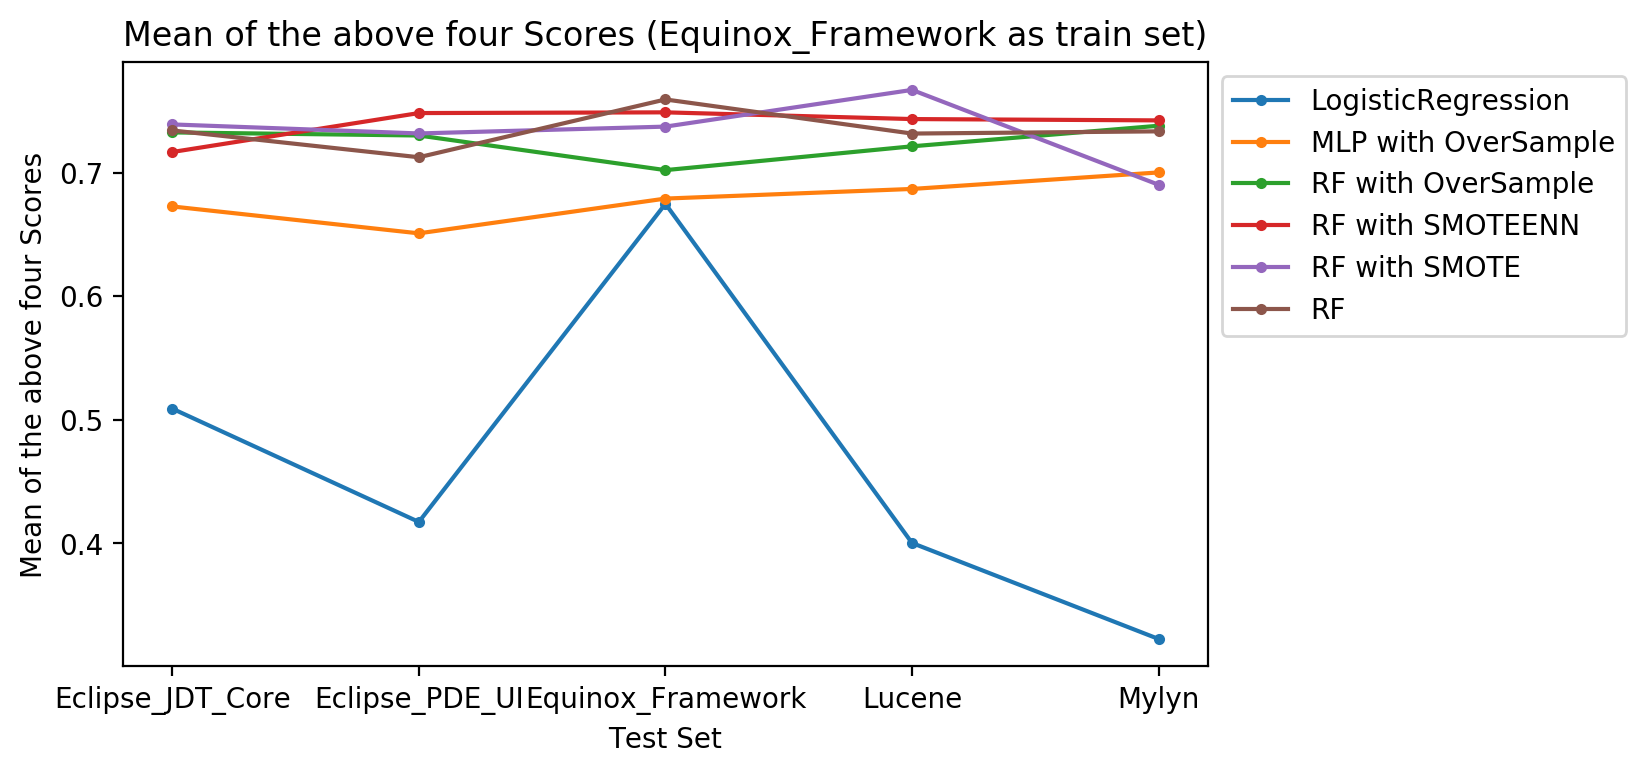 Mean of the above four Scores (Equinox_Framework as train set)
LogisticRegression
MLP with OverSample
RF with OverSample
RF with SMOTEENN
RF with SMOTE
RF
Mean of the above four Scores
0.7
0.6
0.5
0.4
Eclipse_JDT_Core Eclipse_PDE_UI Equinox_Framework Lucene Mylyn
Test Set